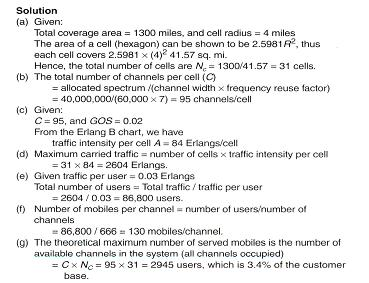 Solution
(a) Given:
Total coverage area = 1300 miles, and cell radius = 4 miles
The area of a cell (hexagon) can be shown to be 2.5981R², thus
each cell covers 2.5981 × (4)² 41.57 sq. mi.
Hence, the total number of cells are Nc = 1300/41.57 = 31 cells.
(b) The total number of channels per cell (C)
= allocated spectrum /(channel width × frequency reuse factor)
= 40,000,000/(60,000 × 7) = 95 channels/cell
(c) Given:
C = 95, and GOS = 0.02
From the Erlang B chart, we have
traffic intensity per cell A = 84 Erlangs/cell
(d) Maximum carried traffic = number of cells × traffic intensity per cell
= 31 × 84 = 2604 Erlangs.
(e) Given traffic per user = 0.03 Erlangs
Total number of users = Total traffic / traffic per user
= 2604 / 0.03 = 86,800 users.
(f) Number of mobiles per channel = number of users/number of
channels
= 86,800 / 666 = 130 mobiles/channel.
(g) The theoretical maximum number of served mobiles is the number of
available channels in the system (all channels occupied)
= C × Nc = 95 × 31 = 2945 users, which is 3.4% of the customer
base.